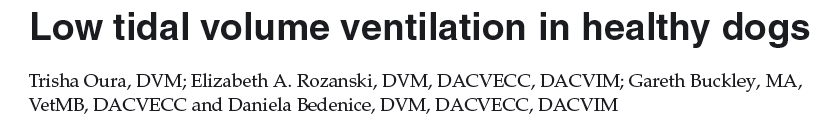 Low tidal volume ventilation in healthy dogs
Trisha Oura, DVM; Elizabeth A. Rozanski, DVM, DACVECC, DACVIM; Gareth Buckley, MA,
VetMB, DACVECC and Daniela Bedenice, DVM, DACVECC, DACVIM